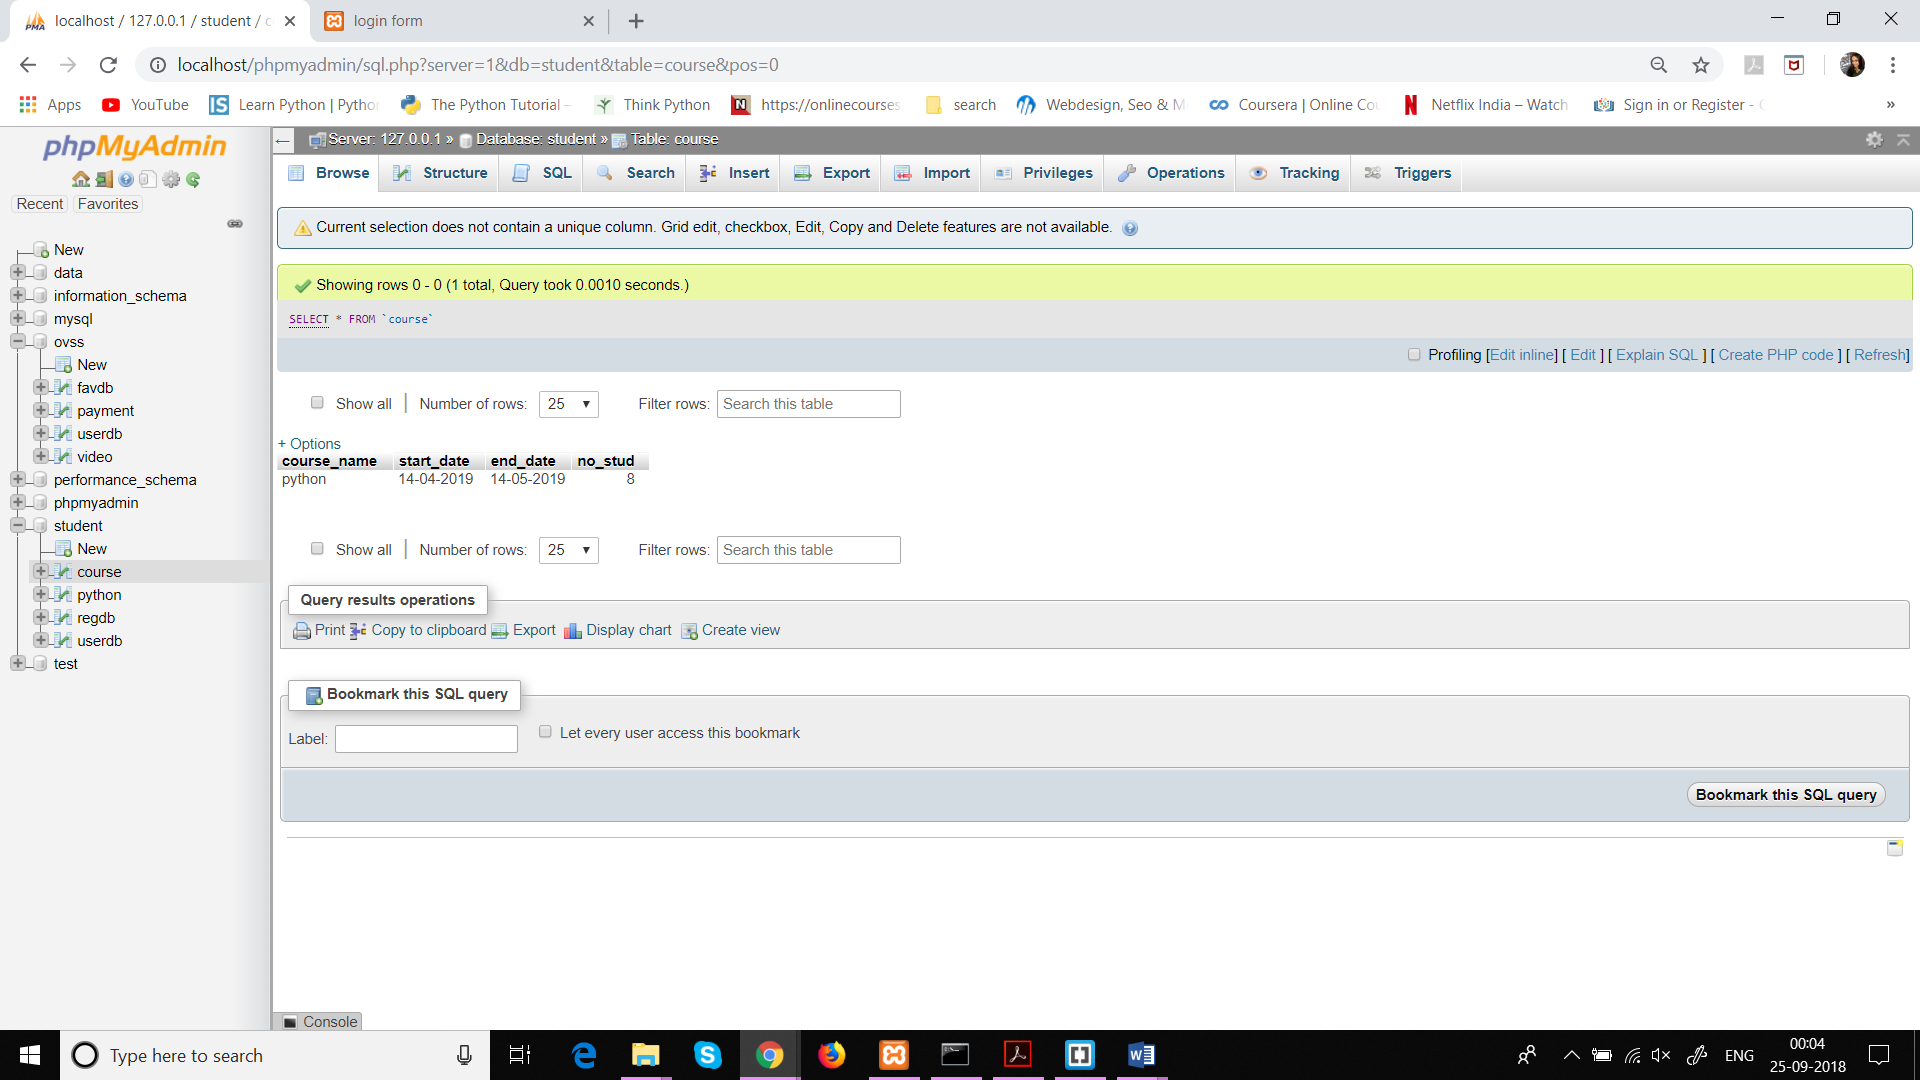 localhost / 127.0.0.1 / student / c
login form
localhost/phpmyadmin/sql.php?server=1&db=student&table=course&pos=0
Apps YouTube Learn Python | Pytho The Python Tutorial – Think Python https://onlinecourses search Webdesign, Seo & M Coursera | Online Co Netflix India – Watch Sign in or Register - »
phpMyAdmin
Recent Favorites
New
data
information_schema
mysql
ovss
New
favdb
payment
userdb
video
performance_schema
phpmyadmin
student
New
course
python
regdb
userdb
test
Server: 127.0.0.1 » Database: student » Table: course
Browse Structure SQL Search Insert Export Import Privileges Operations Tracking Triggers
Current selection does not contain a unique column. Grid edit, checkbox, Edit, Copy and Delete features are not available.
Showing rows 0 - 0 (1 total, Query took 0.0010 seconds.)
SELECT * FROM `course`
Profiling [Edit inline] [ Edit ] [ Explain SQL ] [ Create PHP code ] [ Refresh]
Show all | Number of rows: 25 Filter rows: Search this table
+ Options
course_name start_date end_date no_stud
python 14-04-2019 14-05-2019 8
Show all | Number of rows: 25 Filter rows: Search this table
Query results operations
Print Copy to clipboard Export Display chart Create view
Bookmark this SQL query
Label: Let every user access this bookmark
Bookmark this SQL query
Console
Type here to search
ENG
00:04
25-09-2018